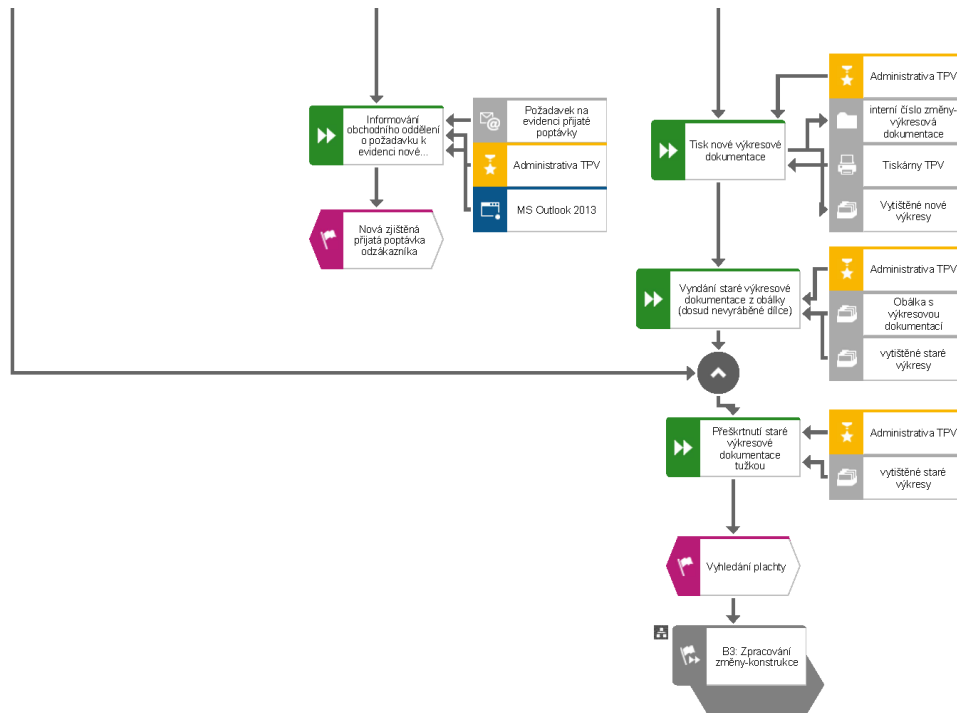 Informování
obchodního oddělení
o požadavku k
evidenci nové...
Požadavek na
evidenci přijaté
poptávky
Administrativa TPV
MS Outlook 2013
Nová zjištěná
přijatá poptávka
odzákazníka
Tisk nové výkresové
dokumentace
Administrativa TPV
interní číslo změny-
výkresová
dokumentace
Tiskárny TPV
Vytištěné nové
výkresy
Vyndání staré výkresové
dokumentace z obálky
(dosud nevyráběné dílce)
Administrativa TPV
Obálka s
výkresovou
dokumentací
vytištěné staré
výkresy
Přeškrtnutí staré
výkresové
dokumentace
tužkou
Administrativa TPV
vytištěné staré
výkresy
Vyhledání plachty
B3: Zpracování
změny-konstrukce